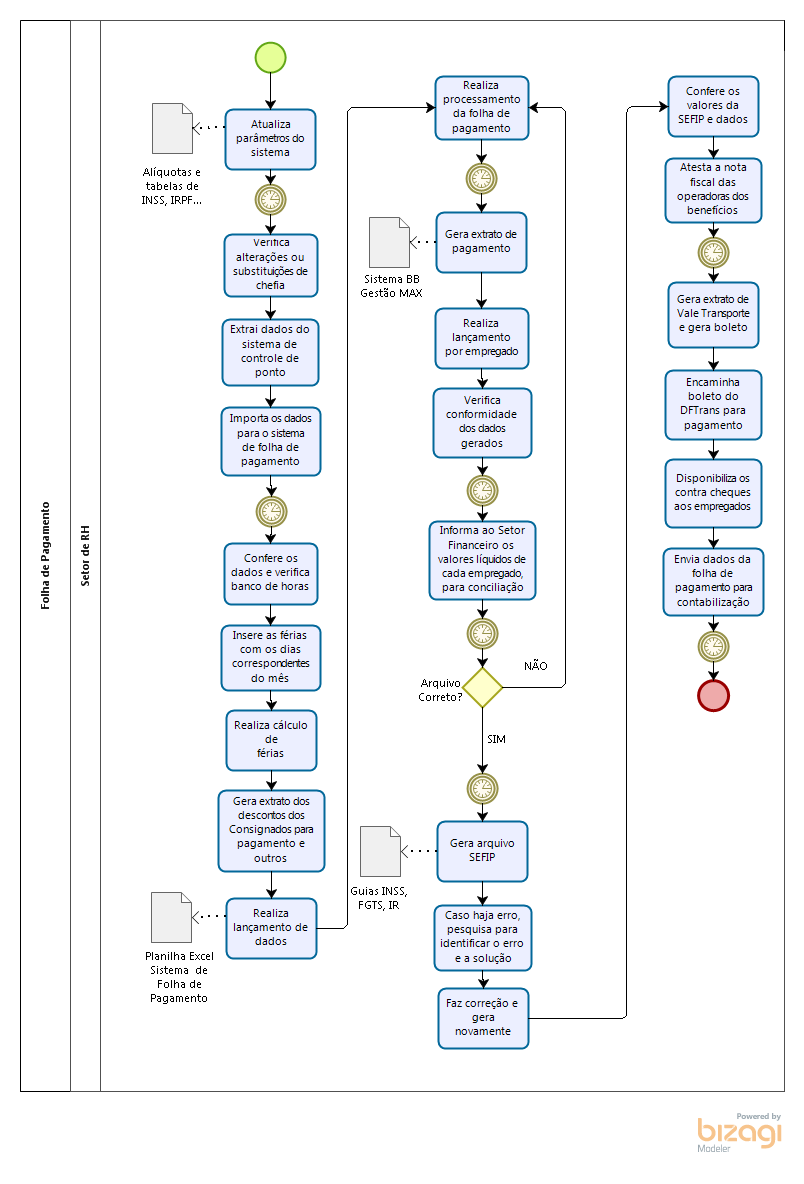 Folha de Pagamento
Setor de RH
Atualiza
parâmetros do
sistema
Alíquotas e
tabelas de
INSS, IRPF...
Verifica
alterações ou
substituições de
chefia
Extrai dados do
sistema de
controle de
ponto
Importa os dados
para o sistema
de folha de
pagamento
Confere os
dados e verifica
banco de horas
Insere as férias
com os dias
correspondentes
do mês
Realiza cálculo
de
férias
Gera extrato dos
descontos dos
Consignados para
pagamento e
outros
Realiza
lançamento de
dados
Planilha Excel
Sistema de
Folha de
Pagamento
Realiza
processamento
da folha de
pagamento
Gera extrato de
pagamento
Sistema BB
Gestão MAX
Realiza
lançamento
por empregado
Verifica
conformidade
dos dados
gerados
Informa ao Setor
Financeiro os
valores líquidos de
cada empregado,
para conciliação
Arquivo
Correto?
NÃO
SIM
Gera arquivo
SEFIP
Guias INSS,
FGTS, IR
Caso haja erro,
pesquisa para
identificar o erro
e a solução
Faz correção e
gera
novamente
Confere os
valores da
SEFIP e dados
Atesta a nota
fiscal das
operadoras dos
benefícios
Gera extrato de
Vale Transporte
e gera boleto
Encaminha
boleto do
DFTrans para
pagamento
Disponibiliza os
contra cheques
aos empregados
Envia dados da
folha de
pagamento para
contabilização
Powered by
bizagi
Modeler